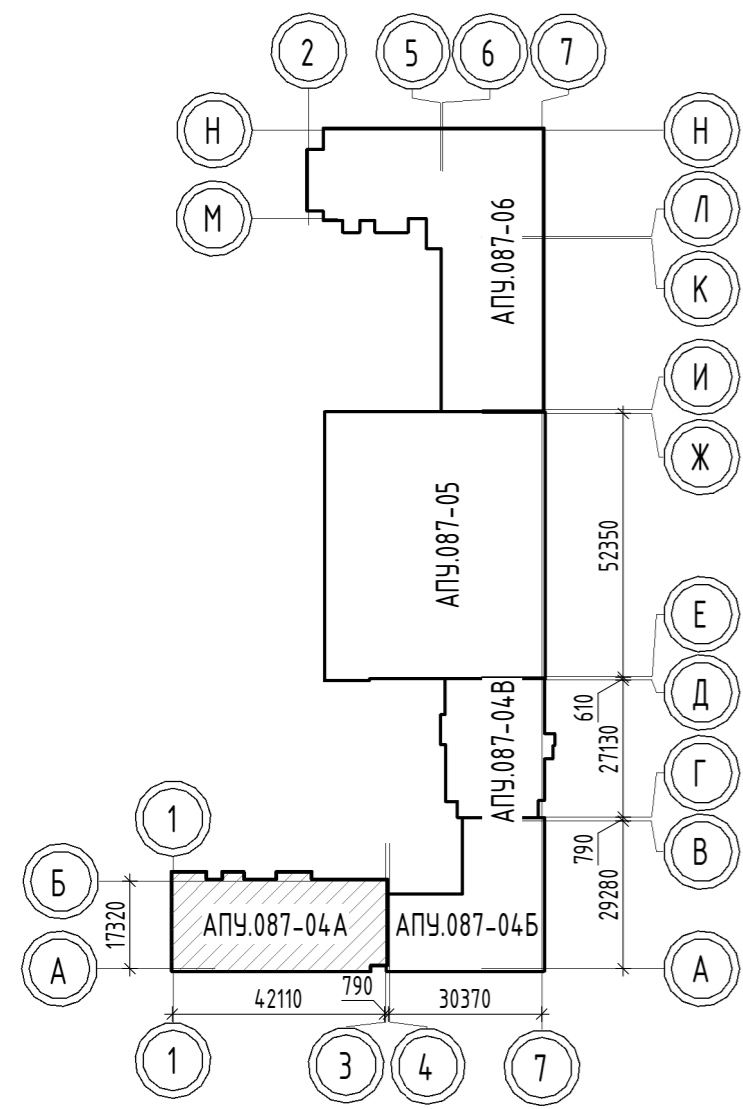 2
5
6
7
Н
Н
М
Л
АПУ.087-06
К
И
Ж
АПУ.087-05
52350
Е
Д
610
АПУ.087-04В
27130
Г
1
790
В
Б
29280
17320
АПУ.087-04А
АПУ.087-04Б
А
А
42110
790
30370
1
3
4
7